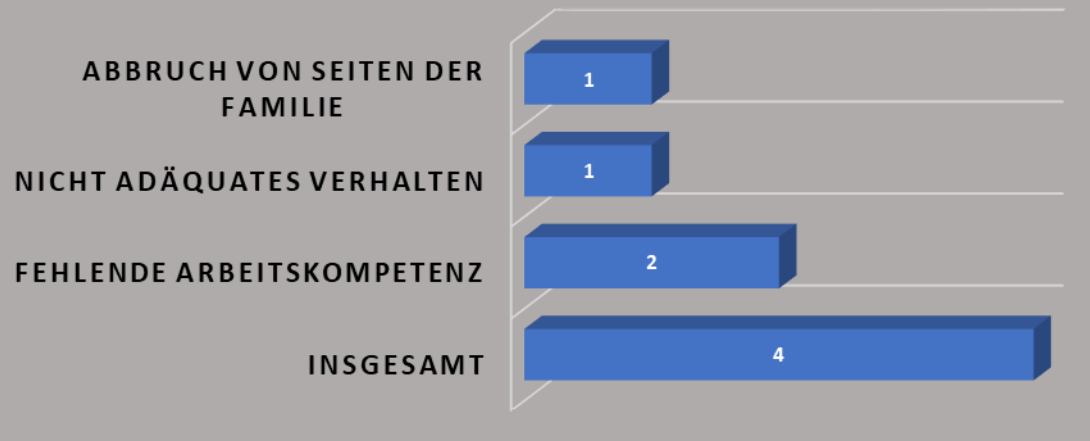 ABBRUCH VON SEITEN DER
FAMILIE
1
NICHT ADÄQUATES VERHALTEN
1
FEHLENDE ARBEITSKOMPETENZ
2
INSGESAMT
4